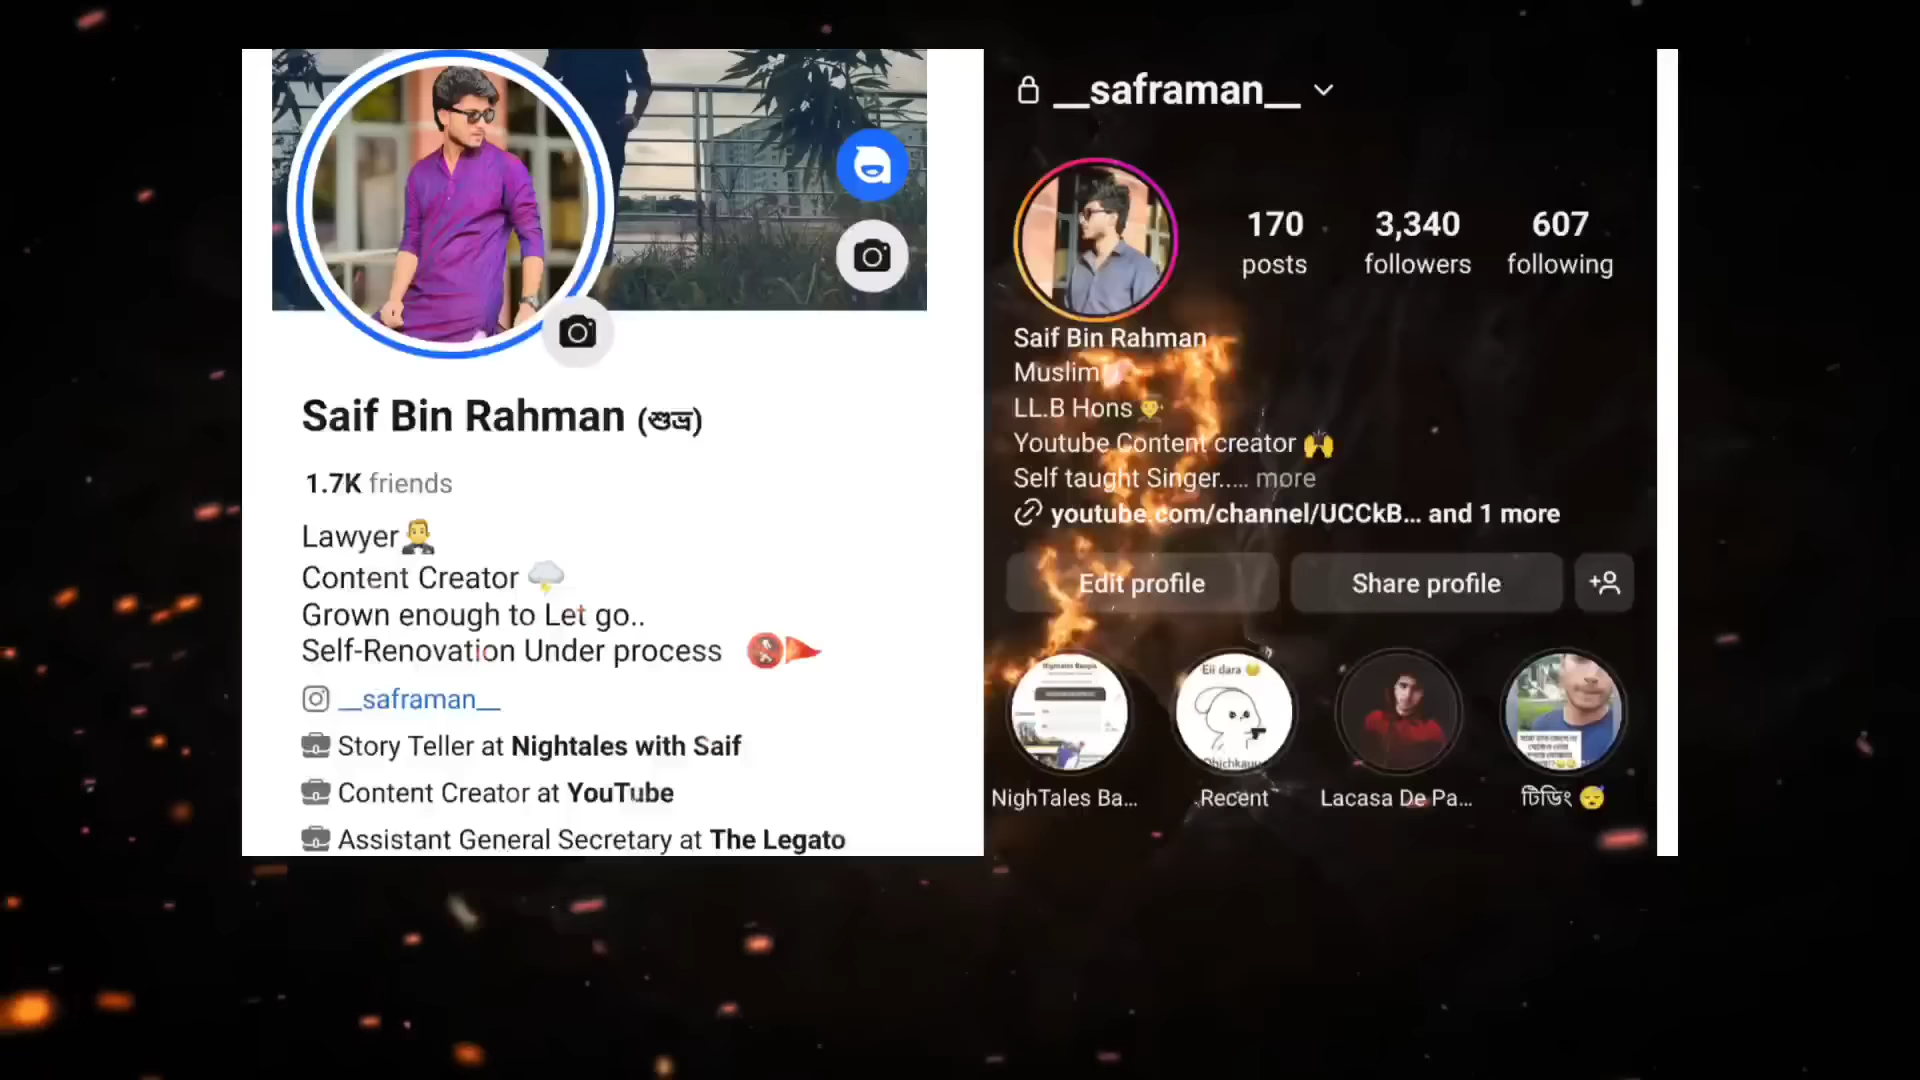 Saif Bin Rahman (শুভ্র)
1.7K friends
Lawyer🤵‍♂️
Content Creator 🌩️
Grown enough to Let go..
Self-Renovation Under process
__saframan__
Story Teller at Nightales with Saif
Content Creator at YouTube
Assistant General Secretary at The Legato
__saframan__
170 posts
3,340 followers
607 following
Saif Bin Rahman
Muslim
LL.B Hons
Youtube Content creator 🙌
Self taught Singer..... more
youtube.com/channel/UCCkB... and 1 more
Edit profile
Share profile
Eii dara
NighTales Ba...
Recent
Lacasa De Pa...
টিডিং 😴